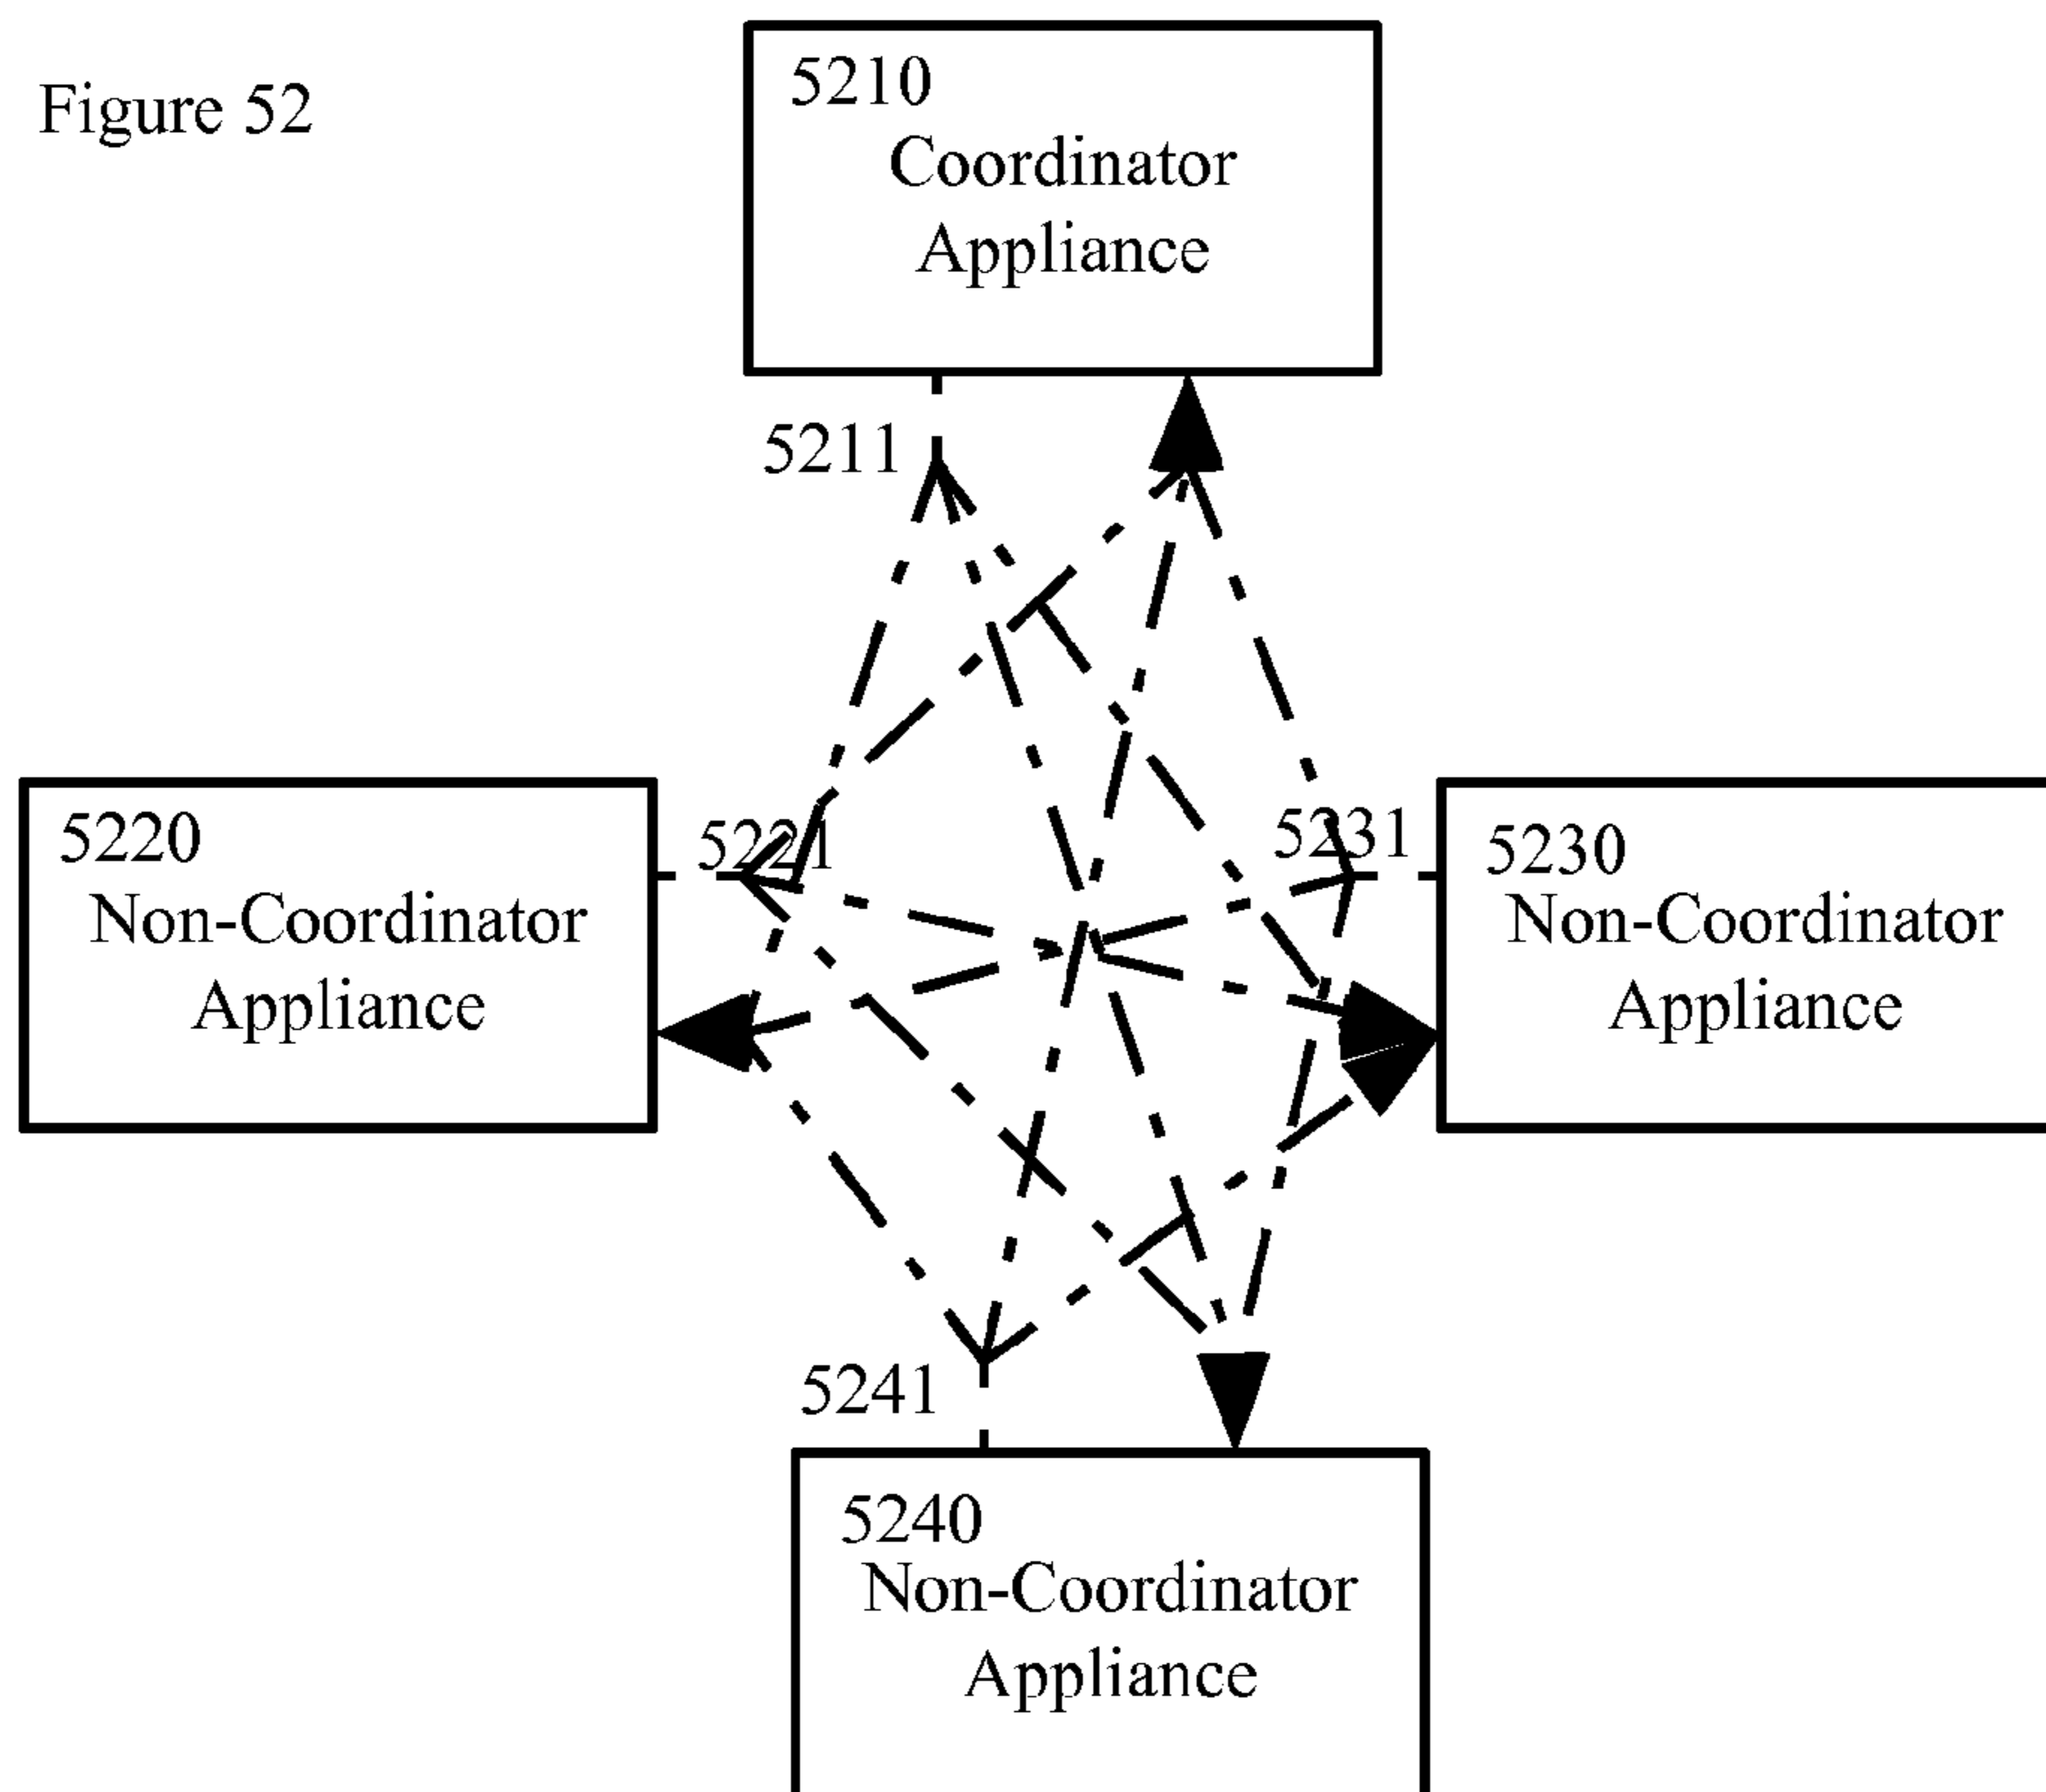 Figure 52
5210
Coordinator
Appliance
5211
5220
Non-Coordinator
Appliance
5221
5231
5230
Non-Coordinator
Appliance
5241
5240
Non-Coordinator
Appliance